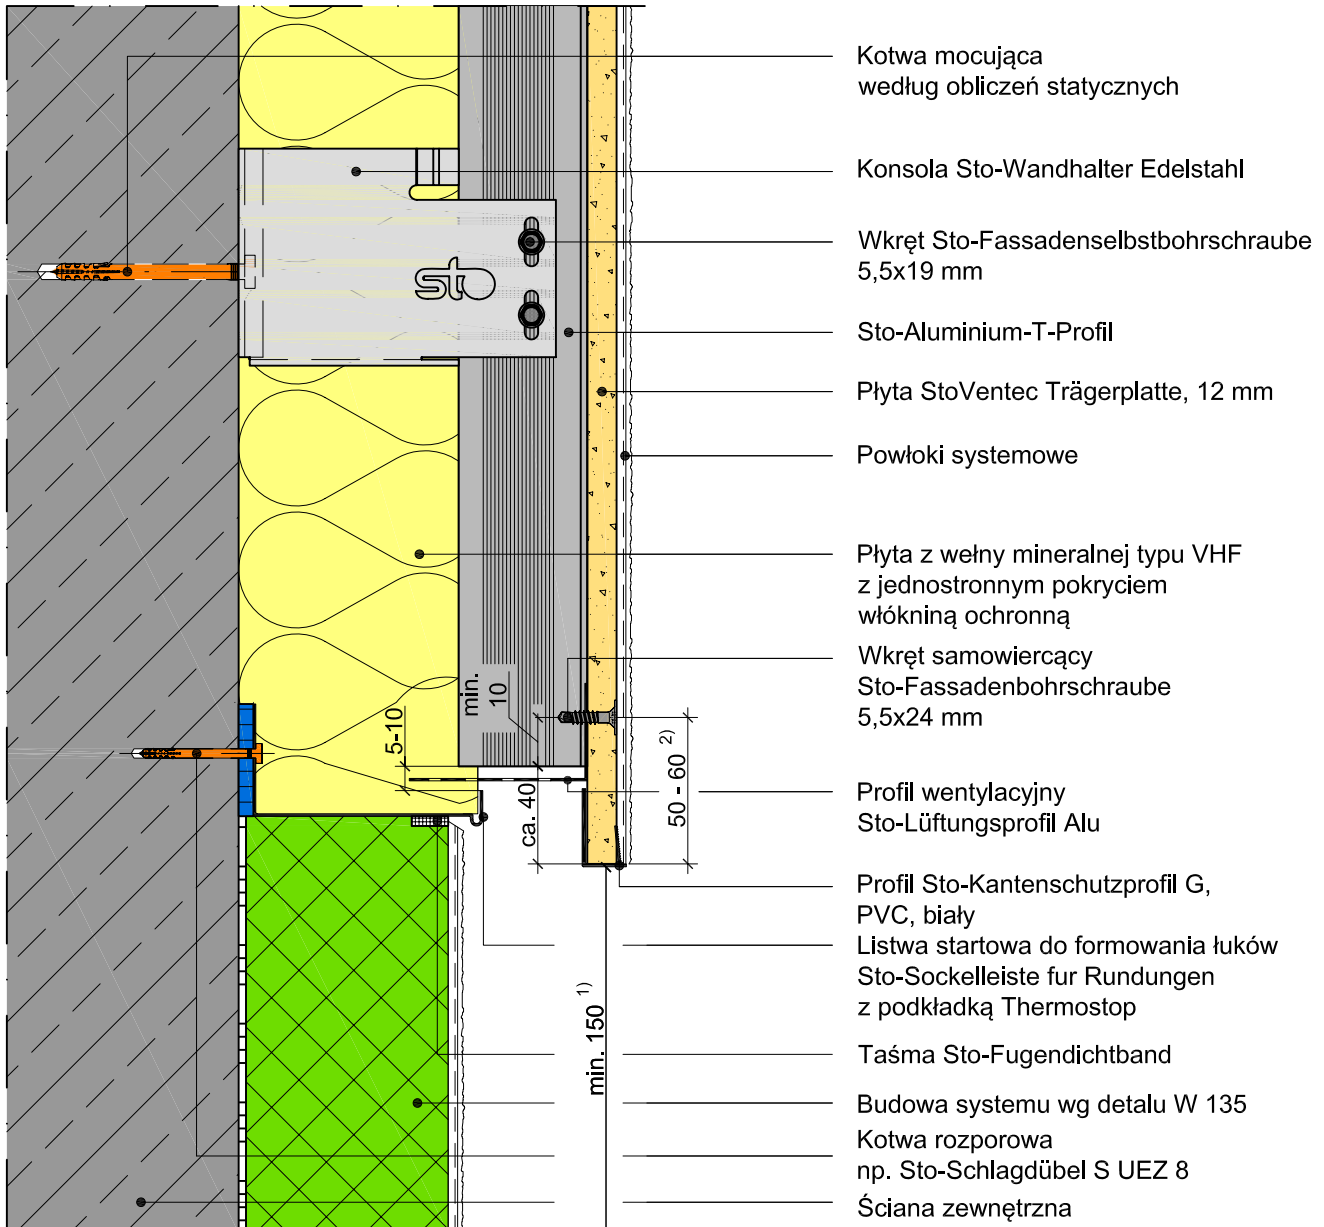 Kotwa mocująca
według obliczeń statycznych
Konsola Sto-Wandhalter Edelstahl
Wkręt Sto-Fassadenselbstbohrschraube
5,5x19 mm
sto
Sto-Aluminium-T-Profil
Płyta StoVentec Trägerplatte, 12 mm
Powłoki systemowe
Płyta z wełny mineralnej typu VHF
z jednostronnym pokryciem
włókniną ochronną
Wkręt samowiercący
Sto-Fassadenbohrschraube
5,5x24 mm
min.
10
5-10
ca. 40
50 - 60 2)
Profil wentylacyjny
Sto-Lüftungsprofil Alu
Profil Sto-Kantenschutzprofil G,
PVC, biały
Listwa startowa do formowania łuków
Sto-Sockelleiste fur Rundungen
z podkładką Thermostop
min. 150 1)
Taśma Sto-Fugendichtband
Budowa systemu wg detalu W 135
Kotwa rozporowa
np. Sto-Schlagdübel S UEZ 8
Ściana zewnętrzna